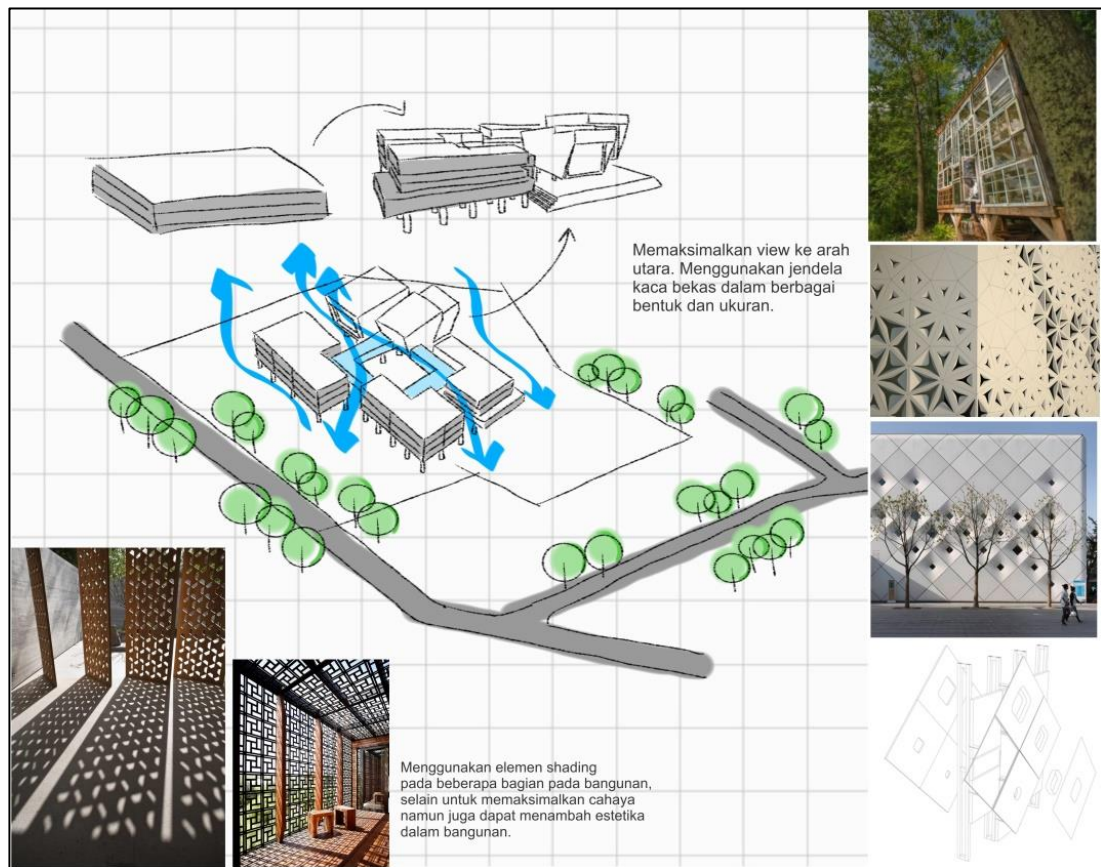 Memaksimalkan view ke arah
utara. Menggunakan jendela
kaca bekas dalam berbagai
bentuk dan ukuran.
Menggunakan elemen shading
pada beberapa bagian pada bangunan,
selain untuk memaksimalkan cahaya
namun juga dapat menambah estetika
dalam bangunan.